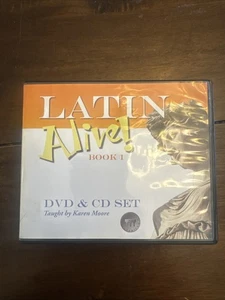 LATIN
Alive!
BOOK 1
DVD & CD SET
Taught by Karen Moore